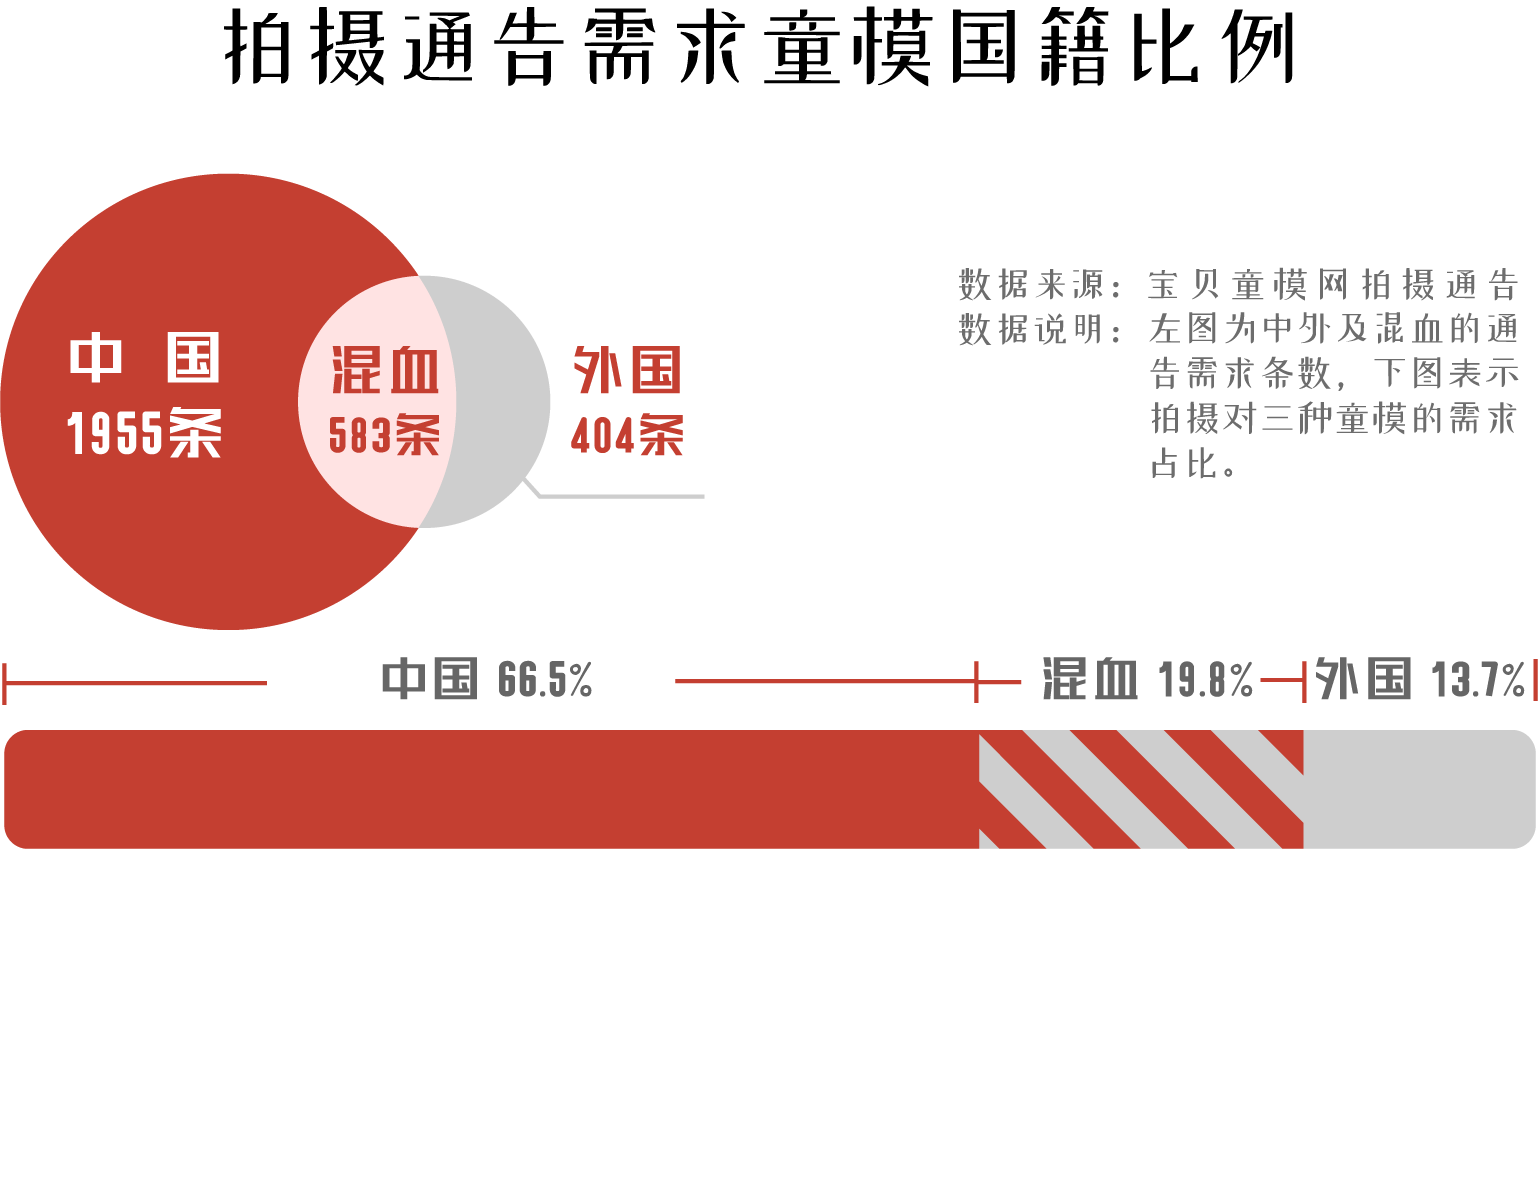 拍摄通告需求童模国籍比例
中国
1955条
混血
583条
外国
404条
数据来源：宝贝童模网拍摄通告
数据说明：左图为中外及混血的通
告需求条数，下图表示
拍摄对三种童模的需求
占比。
中国 66.5%
混血 19.8%
外国 13.7%